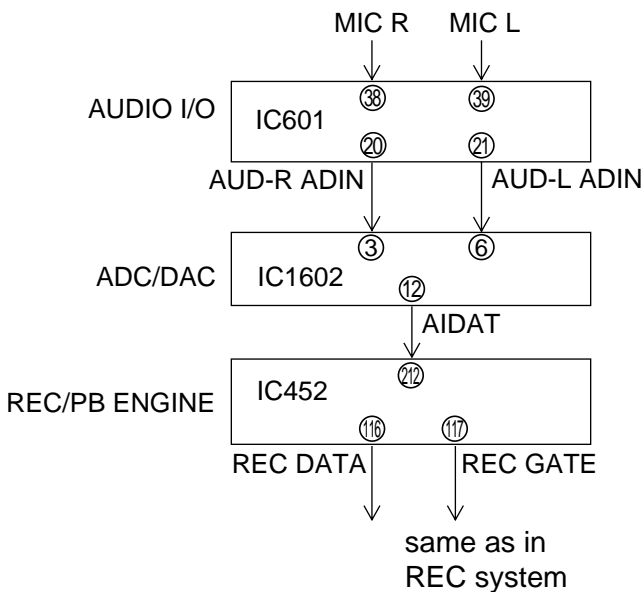 MIC R MIC L
38 39
AUDIO I/O IC601
20 21
AUD-R ADIN AUD-L ADIN
3 6
ADC/DAC IC1602
12
AIDAT
212
REC/PB ENGINE IC452
116 117
REC DATA REC GATE
same as in
REC system